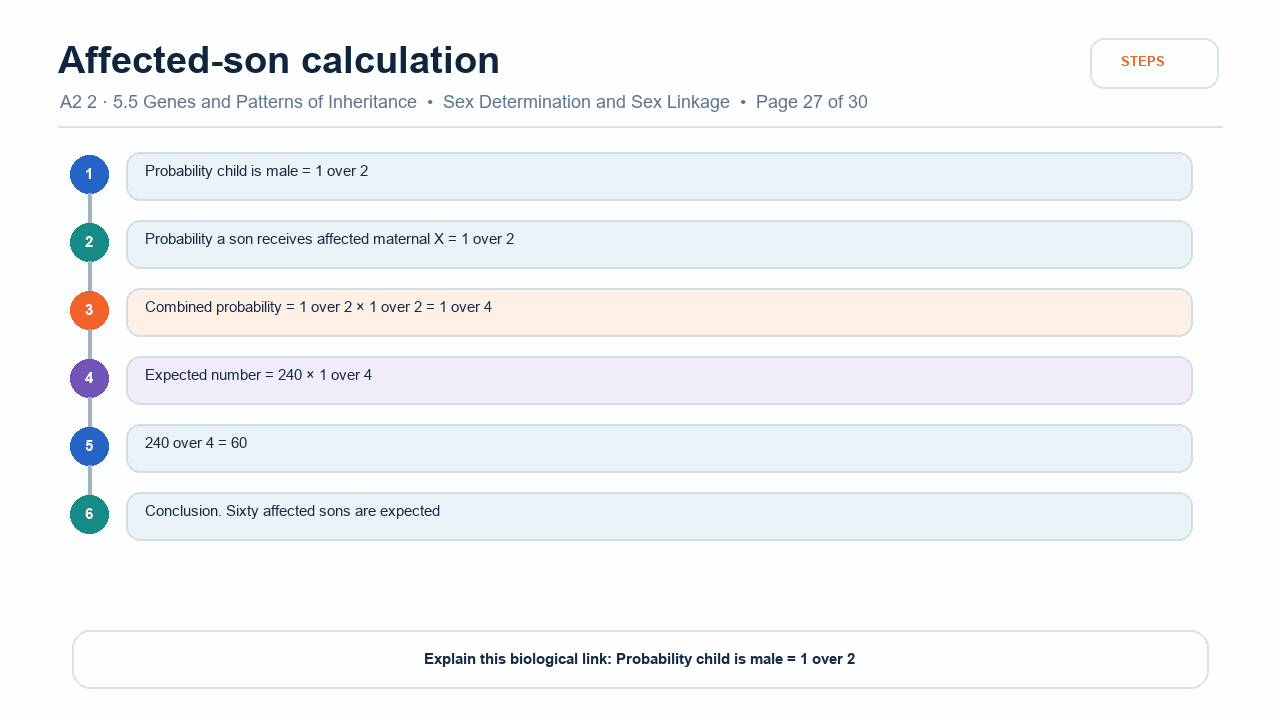 Affected-son calculation
STEPS
A2 2 · 5.5 Genes and Patterns of Inheritance • Sex Determination and Sex Linkage • Page 27 of 30
1 Probability child is male = 1 over 2
2 Probability a son receives affected maternal X = 1 over 2
3 Combined probability = 1 over 2 × 1 over 2 = 1 over 4
4 Expected number = 240 × 1 over 4
5 240 over 4 = 60
6 Conclusion. Sixty affected sons are expected
Explain this biological link: Probability child is male = 1 over 2